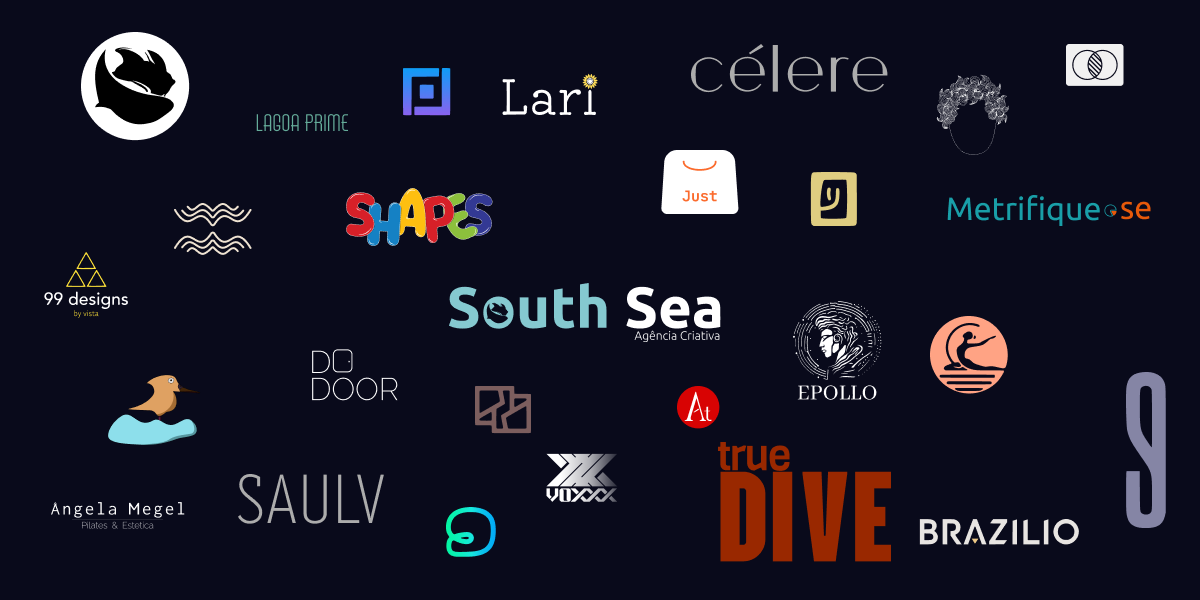 célere
Lari
LAGOA PRIME
Just
y
SHAPES
Metrifique-se
99 designs
by vista
South Sea
Agência Criativa
EPOLLO
DO
DOOR
At
true
DIVE
VOXXX
SAULV
Angela Megel
Pilates & Estetica
BRAZILIO